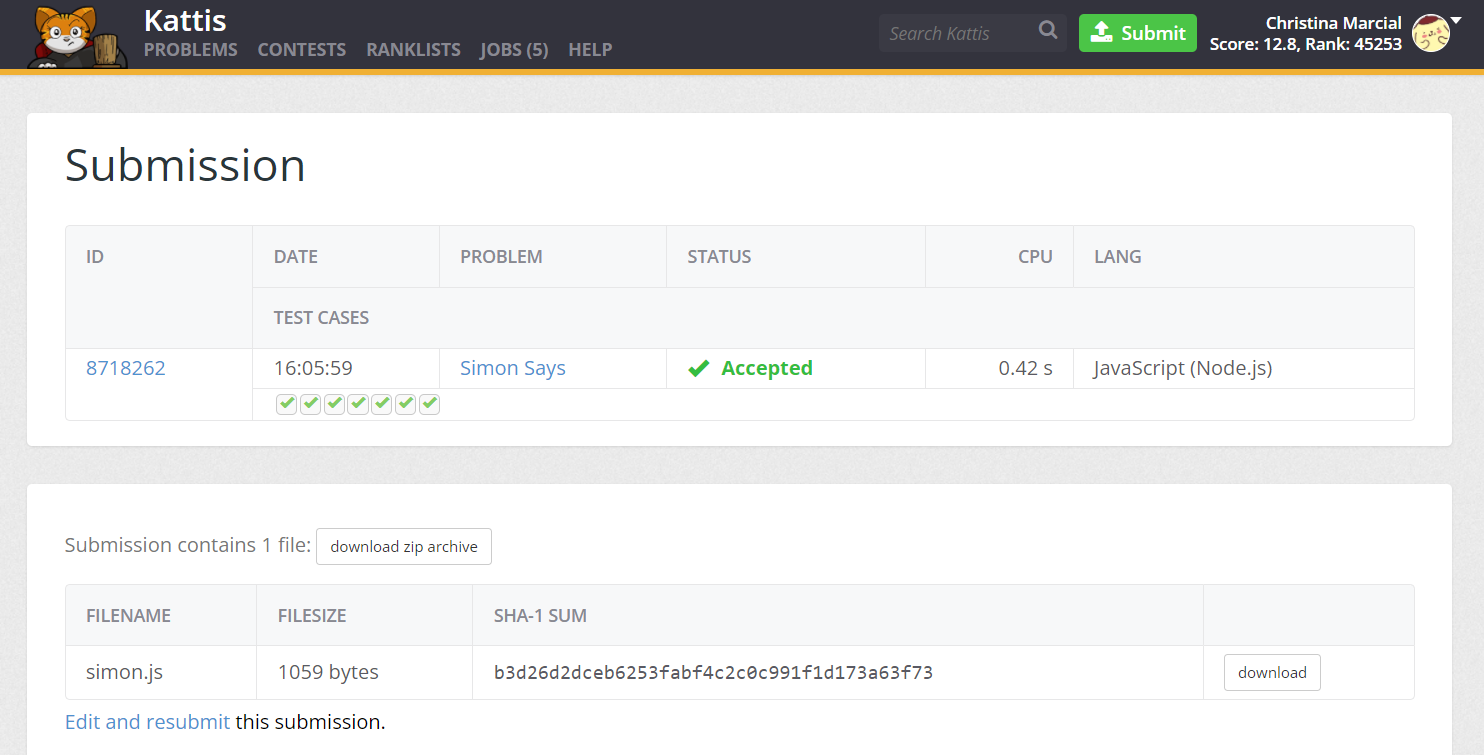 Kattis
PROBLEMS CONTESTS RANKLISTS JOBS (5) HELP
Search Kattis
Submit
Christina Marcial
Score: 12.8, Rank: 45253
Submission
ID DATE PROBLEM STATUS CPU LANG
TEST CASES
8718262 16:05:59 Simon Says Accepted 0.42 s JavaScript (Node.js)
Submission contains 1 file: download zip archive
FILENAME FILESIZE SHA-1 SUM
simon.js 1059 bytes b3d26d2dceb6253fabf4c2c0c991f1d173a63f73 download
Edit and resubmit this submission.